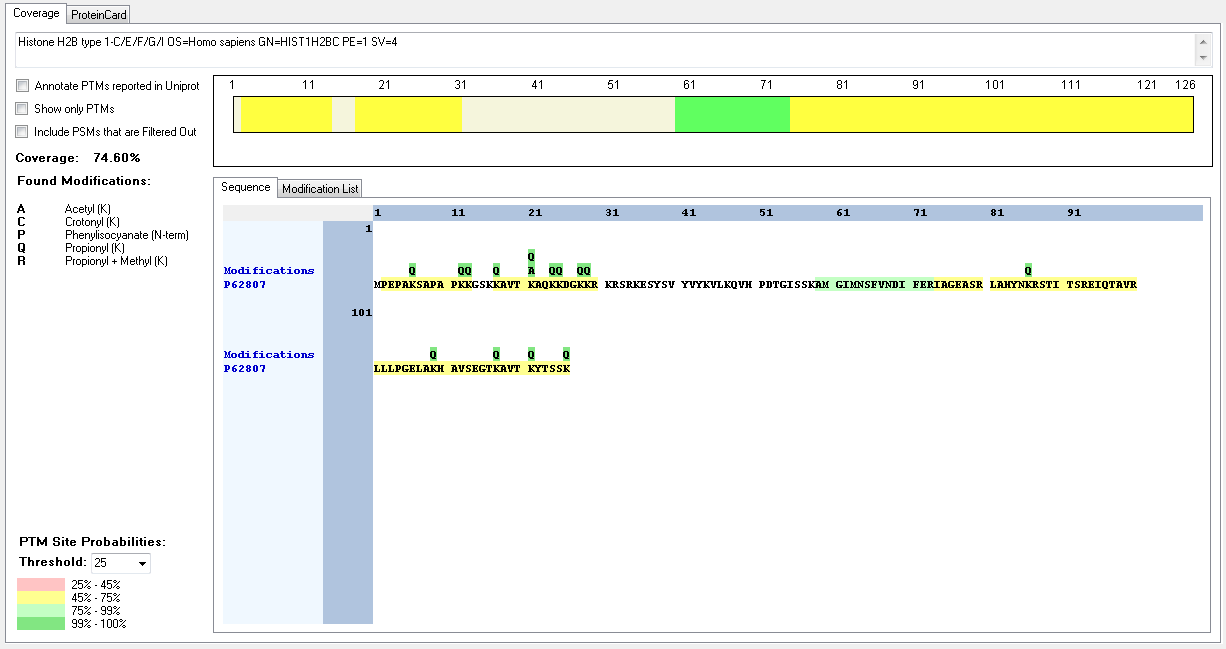 Coverage ProteinCard
Histone H2B type 1-C/E/F/G/I OS=Homo sapiens GN=HIST1H2BC PE=1 SV=4
Annotate PTMs reported in Uniprot
Show only PTMs
Include PSMs that are Filtered Out
Coverage: 74.60%
Found Modifications:
A Acetyl (K)
C Crotonyl (K)
P Phenylisocyanate (N-term)
Q Propionyl (K)
R Propionyl + Methyl (K)
1 11 21 31 41 51 61 71 81 91 101 111 121 126
Sequence Modification List
1 11 21 31 41 51 61 71 81 91
1
Q
Modifications Q QQ Q A QQ QQ Q
P62807 MPEPAKSAPA PKKGSKKAVT KAQKKDGKKR KRSRKESYSV YVYKVLKQVH PDTGISSKAM GIMNSFVNDI FERIAGEASR LAHYNKRSTI TSREIQTAVR
101
Modifications Q Q Q Q
P62807 LLLPGELAKH AVSEGTKAVT KYTSSK
PTM Site Probabilities:
Threshold: 25
25% - 45%
45% - 75%
75% - 99%
99% - 100%